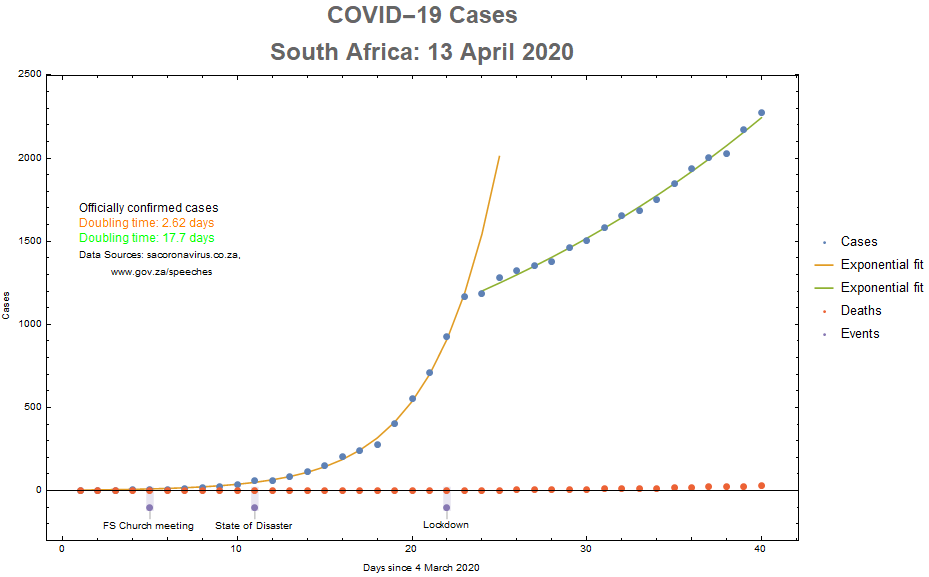 COVID–19 Cases
South Africa: 13 April 2020
2500
2000
1500
1000
500
0
Cases
Officially confirmed cases
Doubling time: 2.62 days
Doubling time: 17.7 days
Data Sources: sacoronavirus.co.za,
www.gov.za/speeches
Cases
Exponential fit
Exponential fit
Deaths
Events
FS Church meeting
State of Disaster
Lockdown
0
10
20
30
40
Days since 4 March 2020